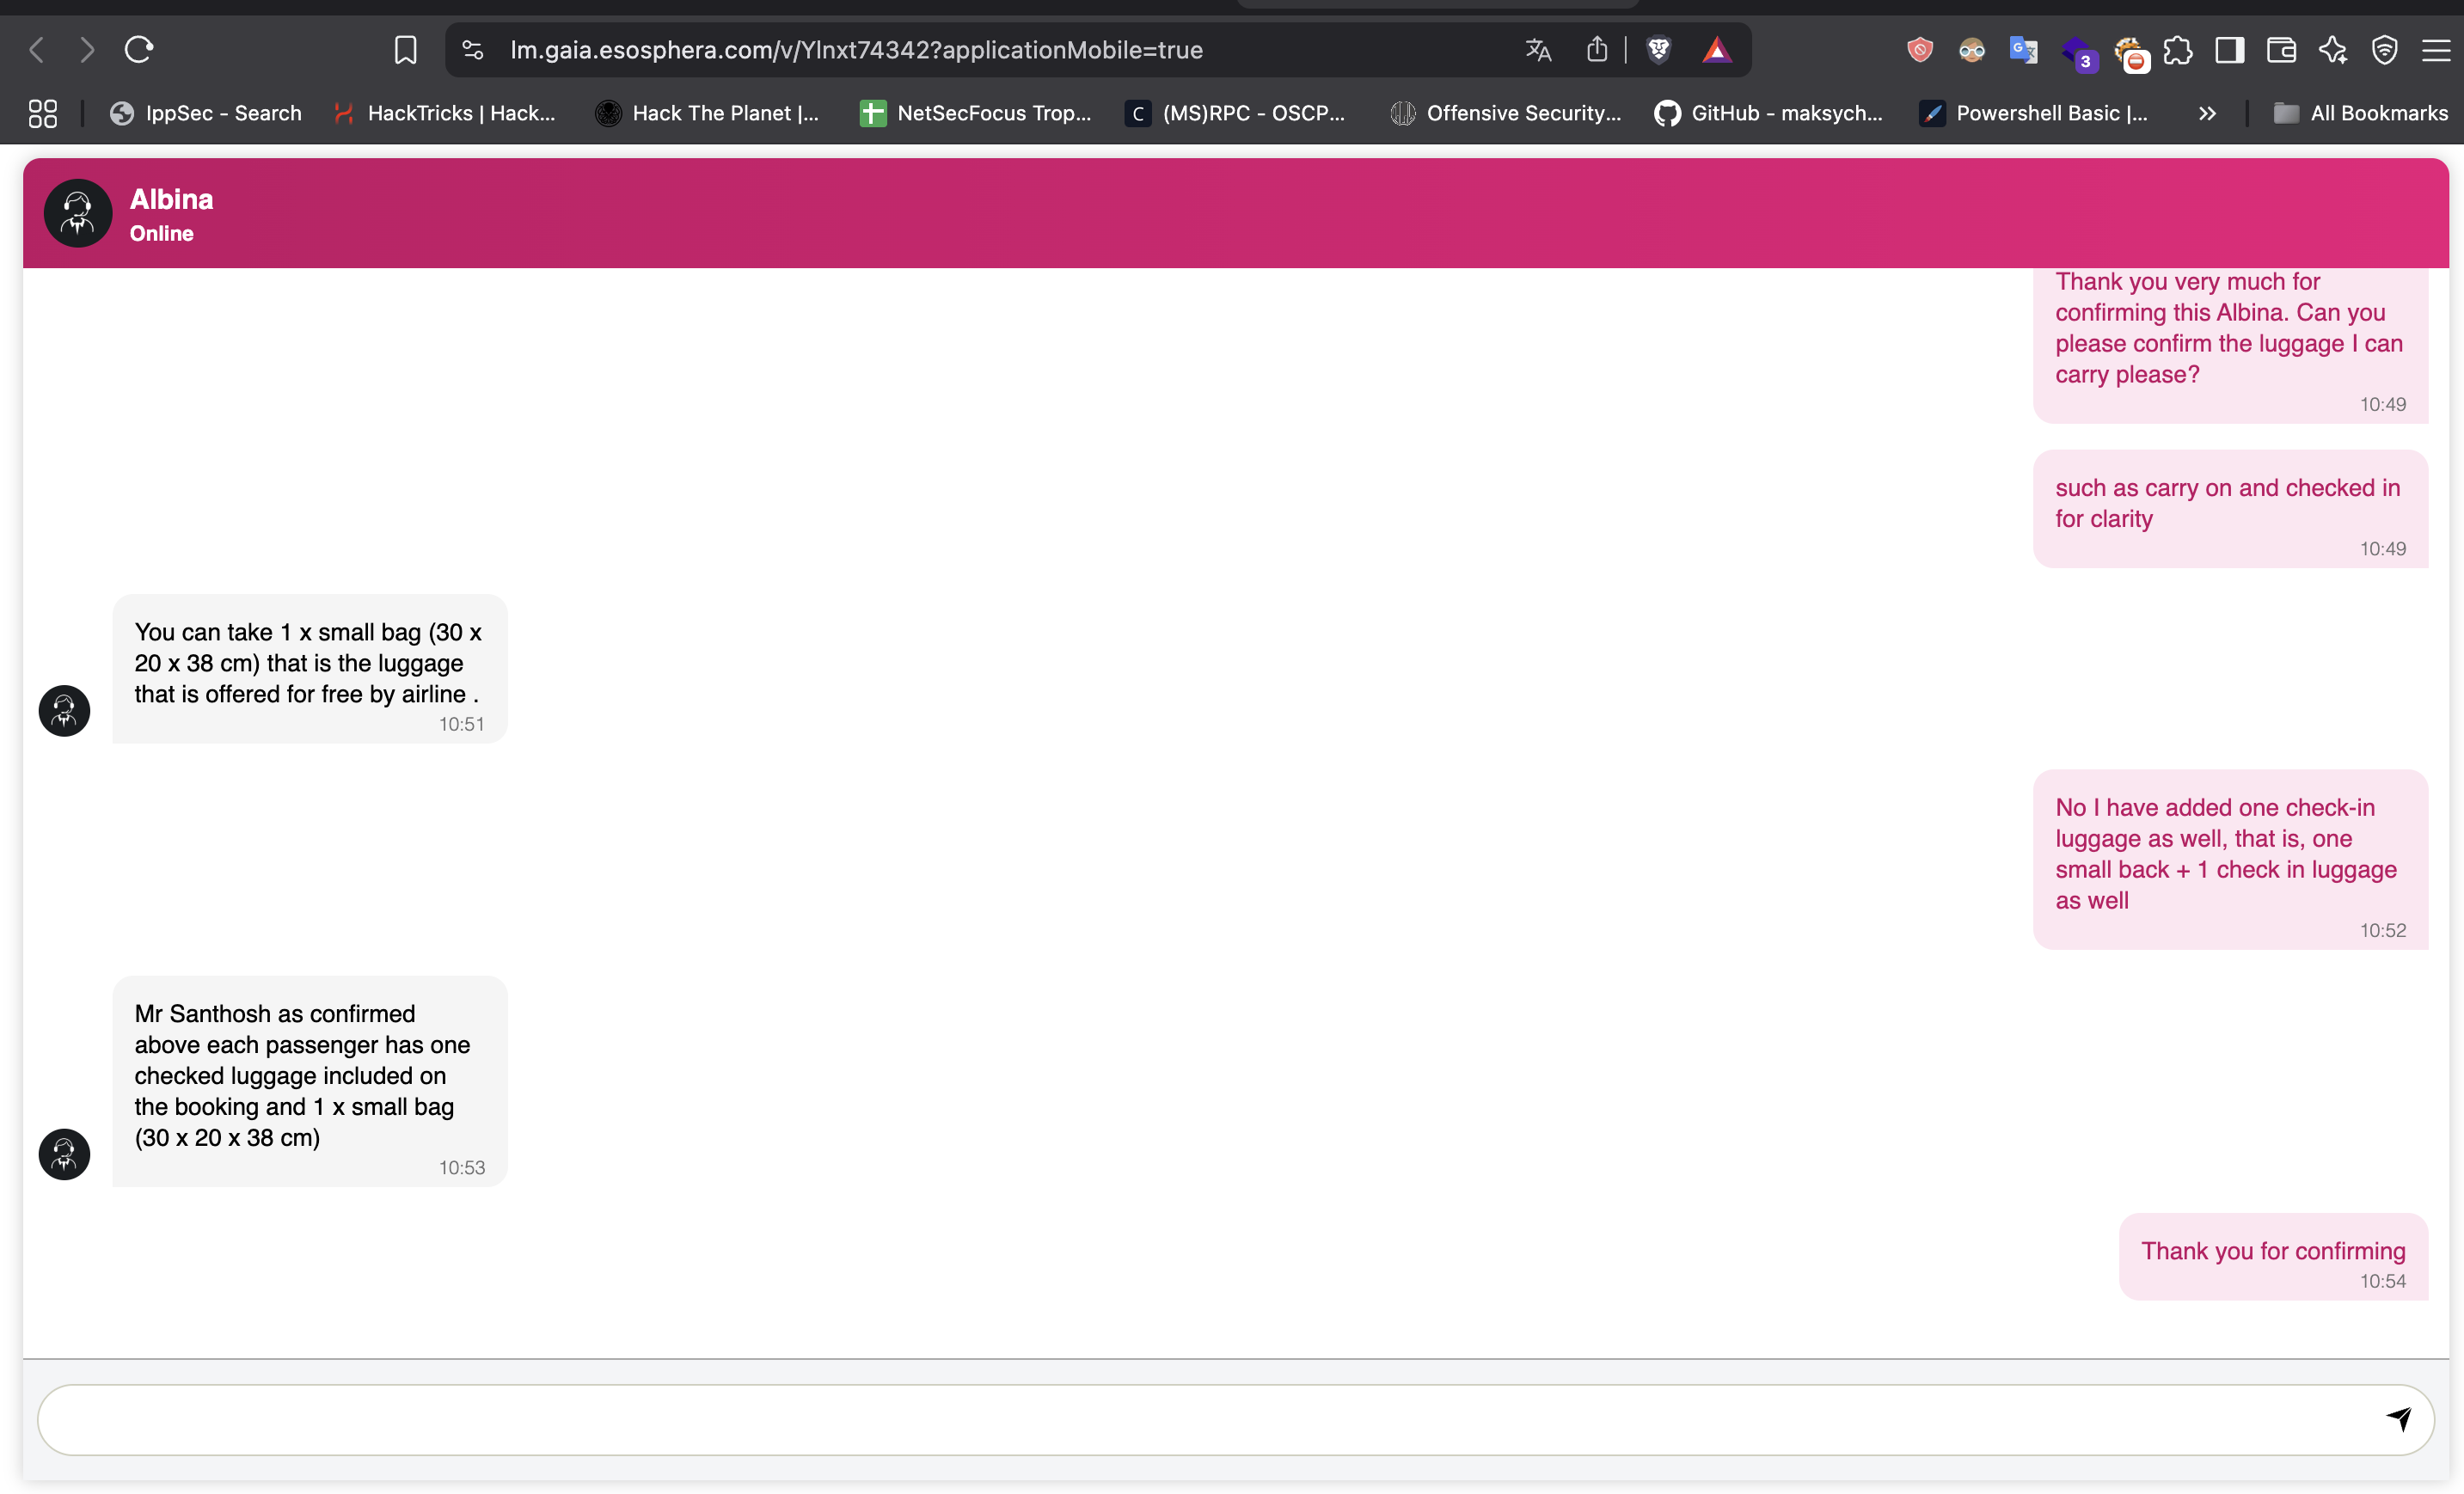 lm.gaia.esosphera.com/v/Ylnxt74342?applicationMobile=true
3
IppSec - Search
HackTricks | Hack...
Hack The Planet |...
NetSecFocus Trop...
C (MS)RPC - OSCP...
Offensive Security...
GitHub - maksych...
Powershell Basic |...
All Bookmarks
Albina
Online
Thank you very much for
confirming this Albina. Can you
please confirm the luggage I can
carry please?
10:49
such as carry on and checked in
for clarity
10:49
You can take 1 x small bag (30 x
20 x 38 cm) that is the luggage
that is offered for free by airline .
10:51
No I have added one check-in
luggage as well, that is, one
small back + 1 check in luggage
as well
10:52
Mr Santhosh as confirmed
above each passenger has one
checked luggage included on
the booking and 1 x small bag
(30 x 20 x 38 cm)
10:53
Thank you for confirming
10:54